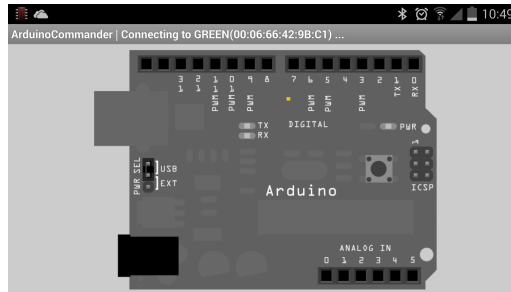 10:49
ArduinoCommander | Connecting to GREEN(00:06:66:42:9B:C1) ...
13 12 11 10 9 8 7 6 5 4 3 2 1 0
PWM PWM PWM PWM PWM PWM TX RX
TX
RX
DIGITAL
PWR
1
PWR SEL
USB
EXT
Arduino
ICSP
ANALOG IN
0 1 2 3 4 5